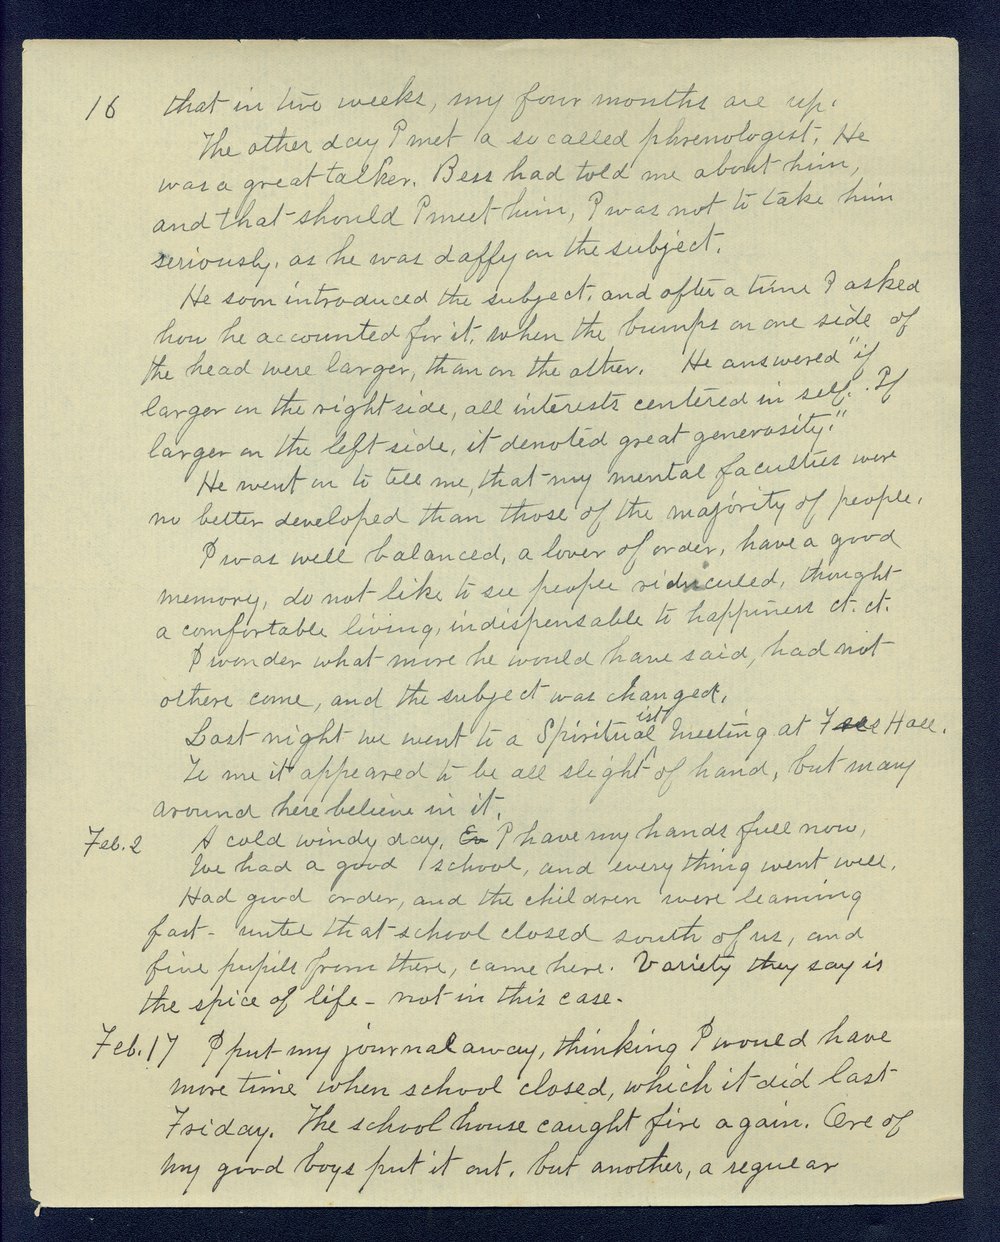 16 that in two weeks, my four months are up.
The other day I met a so called phrenologist. He
was a great talker. Bess had told me about him,
and that should I meet him, I was not to take him
seriously, as he was daffy on the subject.
He soon introduced the subject, and after a time I asked
how he accounted for it, when the bumps on one side of
the head were larger, than on the other. He answered "if
larger on the right side, all interests centered in self. If
larger on the left side, it denoted great generosity."
He went on to tell me, that my mental faculties were
no better developed than those of the majority of people.
I was well balanced, a lover of order, have a good
memory, do not like to see people ridiculed, thought
a comfortable living, indispensable to happiness ct. ct.
I wonder what more he would have said, had not
others come, and the subject was changed.
Last night we went to a Spiritualist Meeting at Hall.
To me it appeared to be all slight of hand, but many
around here believe in it.
Feb. 2 A cold windy day. En I have my hands full now,
We had a good school, and every thing went well.
Had good order, and the children were learning
fast - until that school closed south of us, and
five pupils from there, came here. Variety they say is
the spice of life - not in this case.
Feb. 17 I put my journal away, thinking I would have
more time when school closed, which it did last
Friday. The school house caught fire again. One of
my good boys put it out, but another, a regular